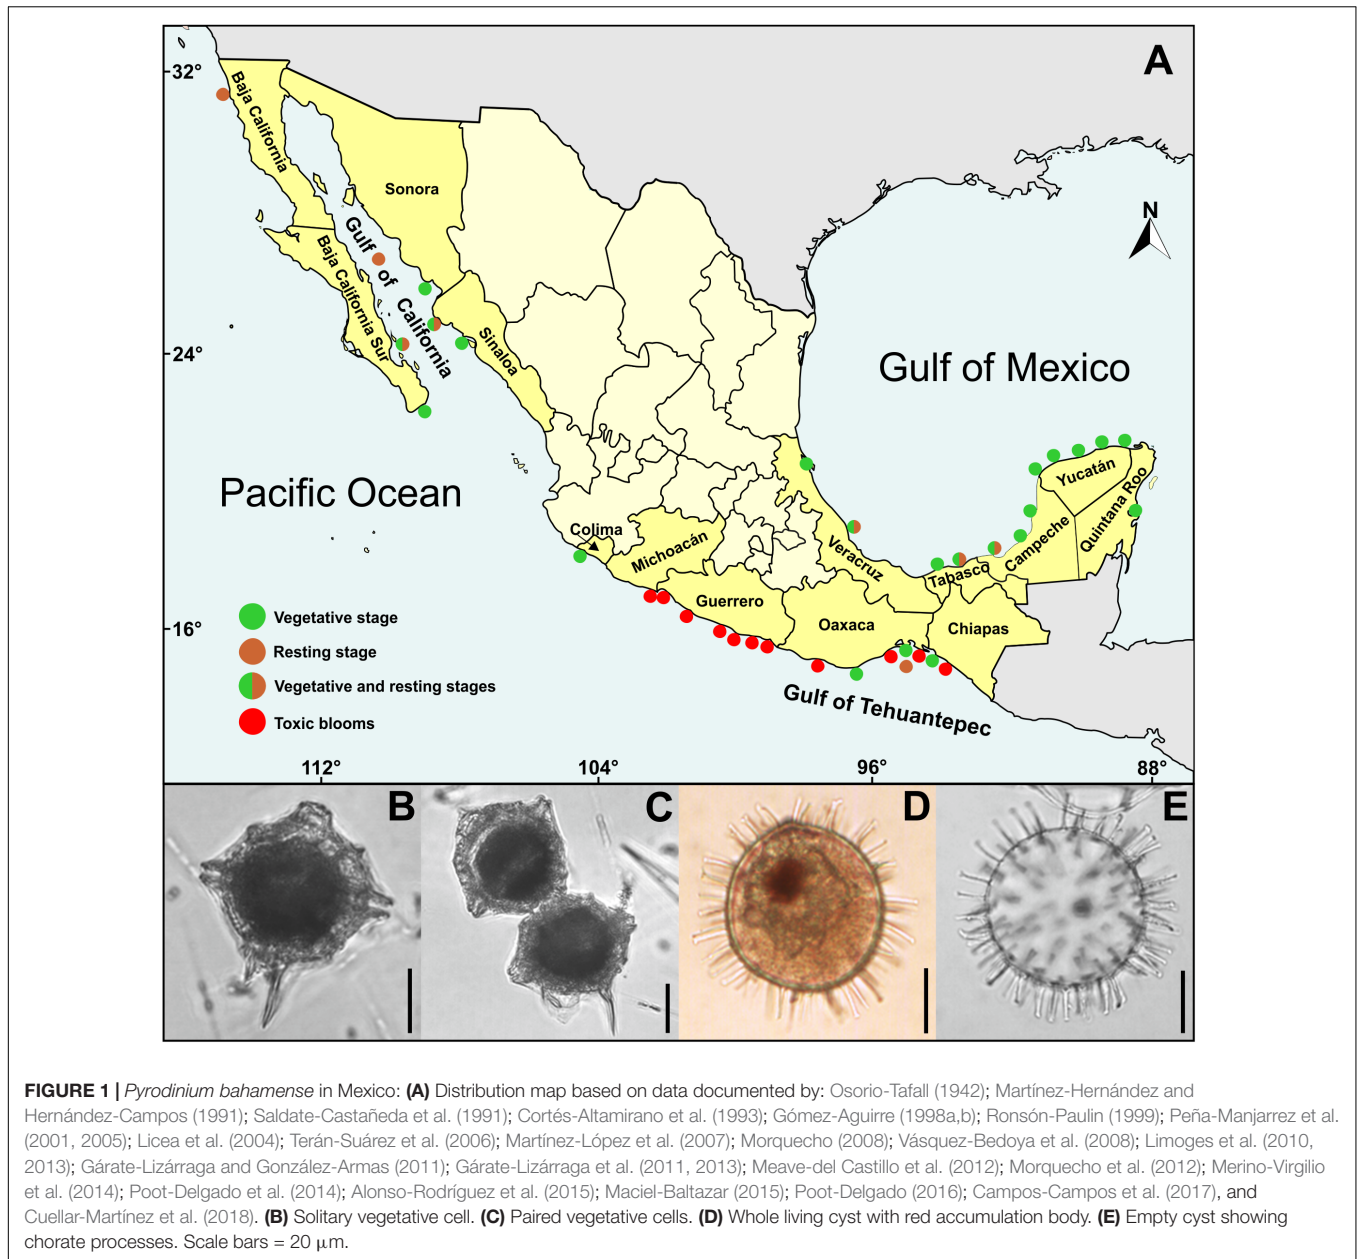 A
32°
Baja California
Sonora
N
Gulf of California
Baja California Sur
Sinaloa
24°
Gulf of Mexico
Pacific Ocean
Yucatán
Quintana Roo
Campeche
Colima
Michoacán
Veracruz
Tabasco
Guerrero
Oaxaca
Chiapas
16°
Vegetative stage
Resting stage
Vegetative and resting stages
Toxic blooms
Gulf of Tehuantepec
112°
104°
96°
88°
B
C
D
E
FIGURE 1 | Pyrodinium bahamense in Mexico: (A) Distribution map based on data documented by: Osorio-Tafall (1942); Martínez-Hernández and
Hernández-Campos (1991); Saldate-Castañeda et al. (1991); Cortés-Altamirano et al. (1993); Gómez-Aguirre (1998a,b); Ronsón-Paulin (1999); Peña-Manjarrez et al.
(2001, 2005); Licea et al. (2004); Terán-Suárez et al. (2006); Martínez-López et al. (2007); Morquecho (2008); Vásquez-Bedoya et al. (2008); Limoges et al. (2010,
2013); Gárate-Lizárraga and González-Armas (2011); Gárate-Lizárraga et al. (2011, 2013); Meave-del Castillo et al. (2012); Morquecho et al. (2012); Merino-Virgilio
et al. (2014); Poot-Delgado et al. (2014); Alonso-Rodríguez et al. (2015); Maciel-Baltazar (2015); Poot-Delgado (2016); Campos-Campos et al. (2017), and
Cuellar-Martínez et al. (2018). (B) Solitary vegetative cell. (C) Paired vegetative cells. (D) Whole living cyst with red accumulation body. (E) Empty cyst showing
chorate processes. Scale bars = 20 μm.